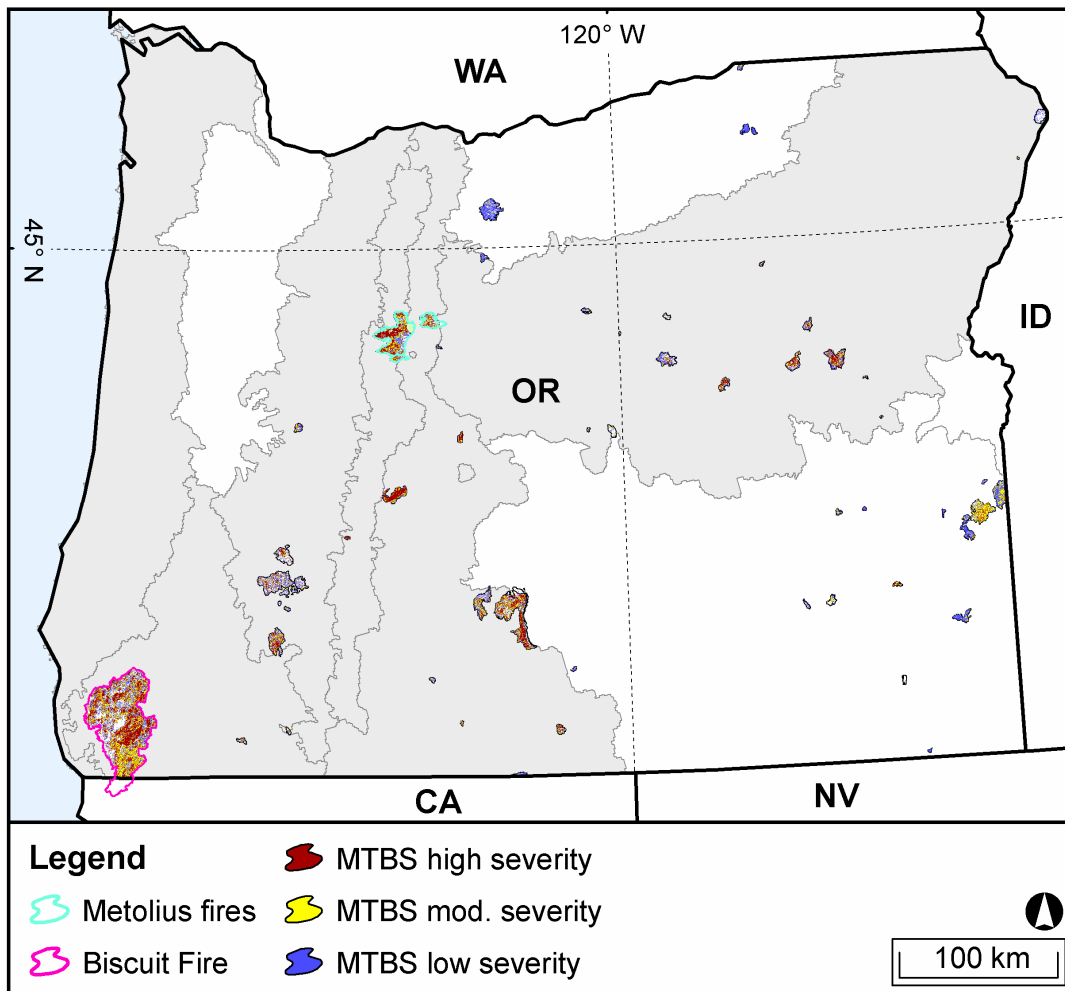 120° W
WA
45° N
ID
OR
CA
NV
Legend
Metolius fires
Biscuit Fire
MTBS high severity
MTBS mod. severity
MTBS low severity
100 km